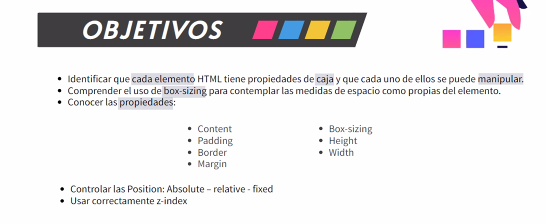 OBJETIVOS
• Identificar que cada elemento HTML tiene propiedades de caja y que cada uno de ellos se puede manipular.
• Comprender el uso de box-sizing para contemplar las medidas de espacio como propias del elemento.
• Conocer las propiedades:
• Content
• Padding
• Border
• Margin
• Box-sizing
• Height
• Width
• Controlar las Position: Absolute – relative - fixed
• Usar correctamente z-index